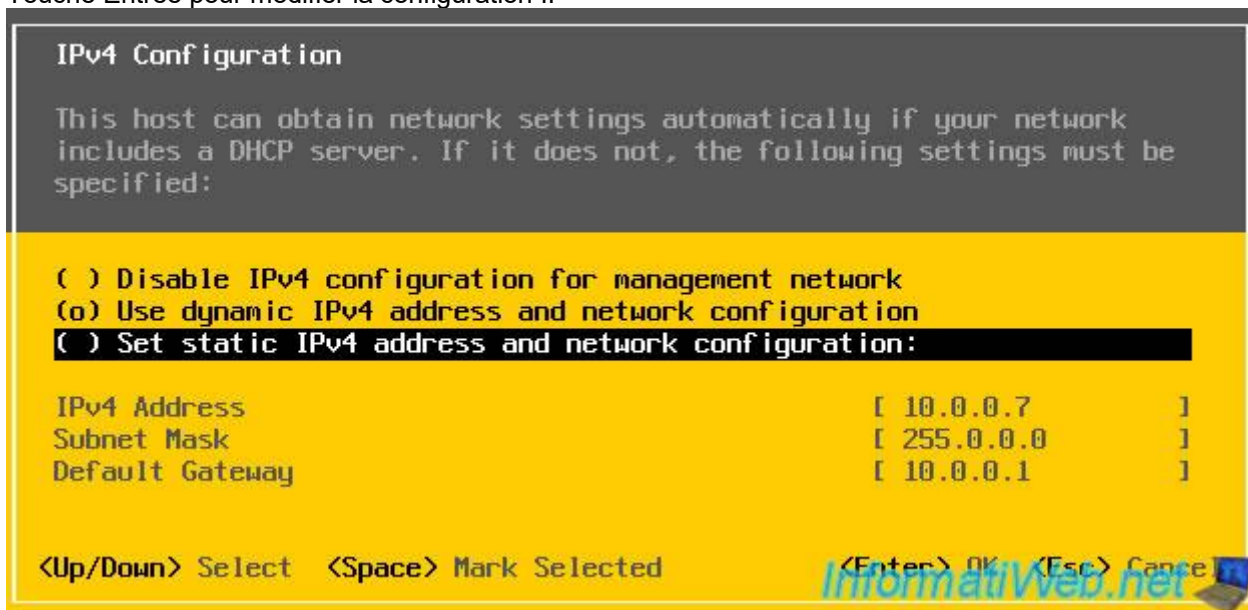 Touche Entrée pour modifier la configuration I.
IPv4 Configuration
This host can obtain network settings automatically if your network
includes a DHCP server. If it does not, the following settings must be
specified:
( ) Disable IPv4 configuration for management network
(o) Use dynamic IPv4 address and network configuration
( ) Set static IPv4 address and network configuration:
IPv4 Address [ 10.0.0.7 ]
Subnet Mask [ 255.0.0.0 ]
Default Gateway [ 10.0.0.1 ]
<Up/Down> Select <Space> Mark Selected <Enter> OK <Esc> Cancel
InformatiWeb.net